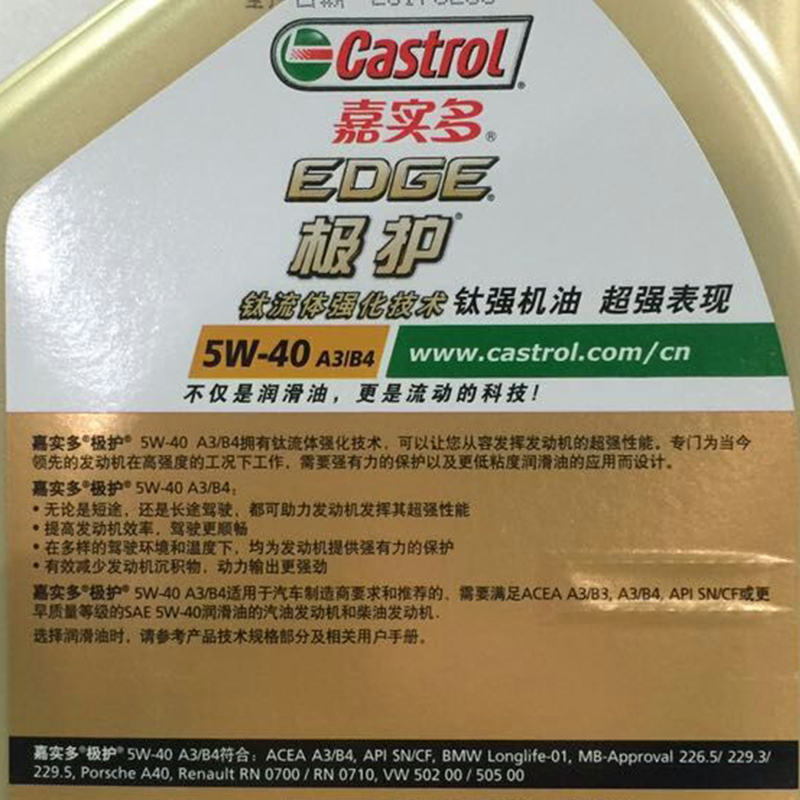 Castrol
嘉实多®
EDGE®
极护®
钛流体强化技术 钛强机油 超强表现
5W-40 A3/B4 www.castrol.com/cn
不仅是润滑油，更是流动的科技！
嘉实多®极护® 5W-40 A3/B4拥有钛流体强化技术，可以让您从容发挥发动机的超强性能。专门为当今
领先的发动机在高强度的工况下工作，需要强有力的保护以及更低粘度润滑油的应用而设计。
嘉实多®极护® 5W-40 A3/B4：
• 无论是短途，还是长途驾驶，都可助力发动机发挥其超强性能
• 提高发动机效率，驾驶更顺畅
• 在多样的驾驶环境和温度下，均为发动机提供强有力的保护
• 有效减少发动机沉积物，动力输出更强劲
嘉实多®极护® 5W-40 A3/B4适用于汽车制造商要求和推荐的、需要满足ACEA A3/B3, A3/B4, API SN/CF或更
早质量等级的SAE 5W-40润滑油的汽油发动机和柴油发动机.
选择润滑油时，请参考产品技术规格部分及相关用户手册。
嘉实多®极护® 5W-40 A3/B4符合：ACEA A3/B4, API SN/CF, BMW Longlife-01, MB-Approval 226.5/ 229.3/
229.5, Porsche A40, Renault RN 0700 / RN 0710, VW 502 00 / 505 00